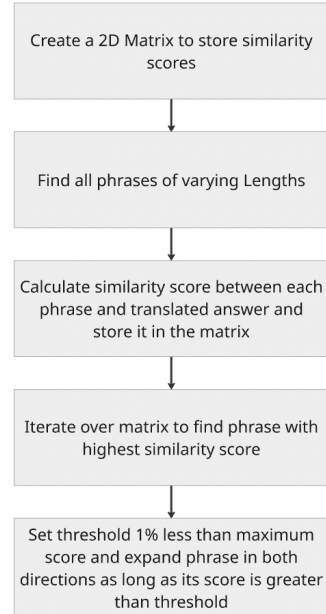 Create a 2D Matrix to store similarity
scores
Find all phrases of varying Lengths
Calculate similarity score between each
phrase and translated answer and
store it in the matrix
Iterate over matrix to find phrase with
highest similarity score
Set threshold 1% less than maximum
score and expand phrase in both
directions as long as its score is greater
than threshold